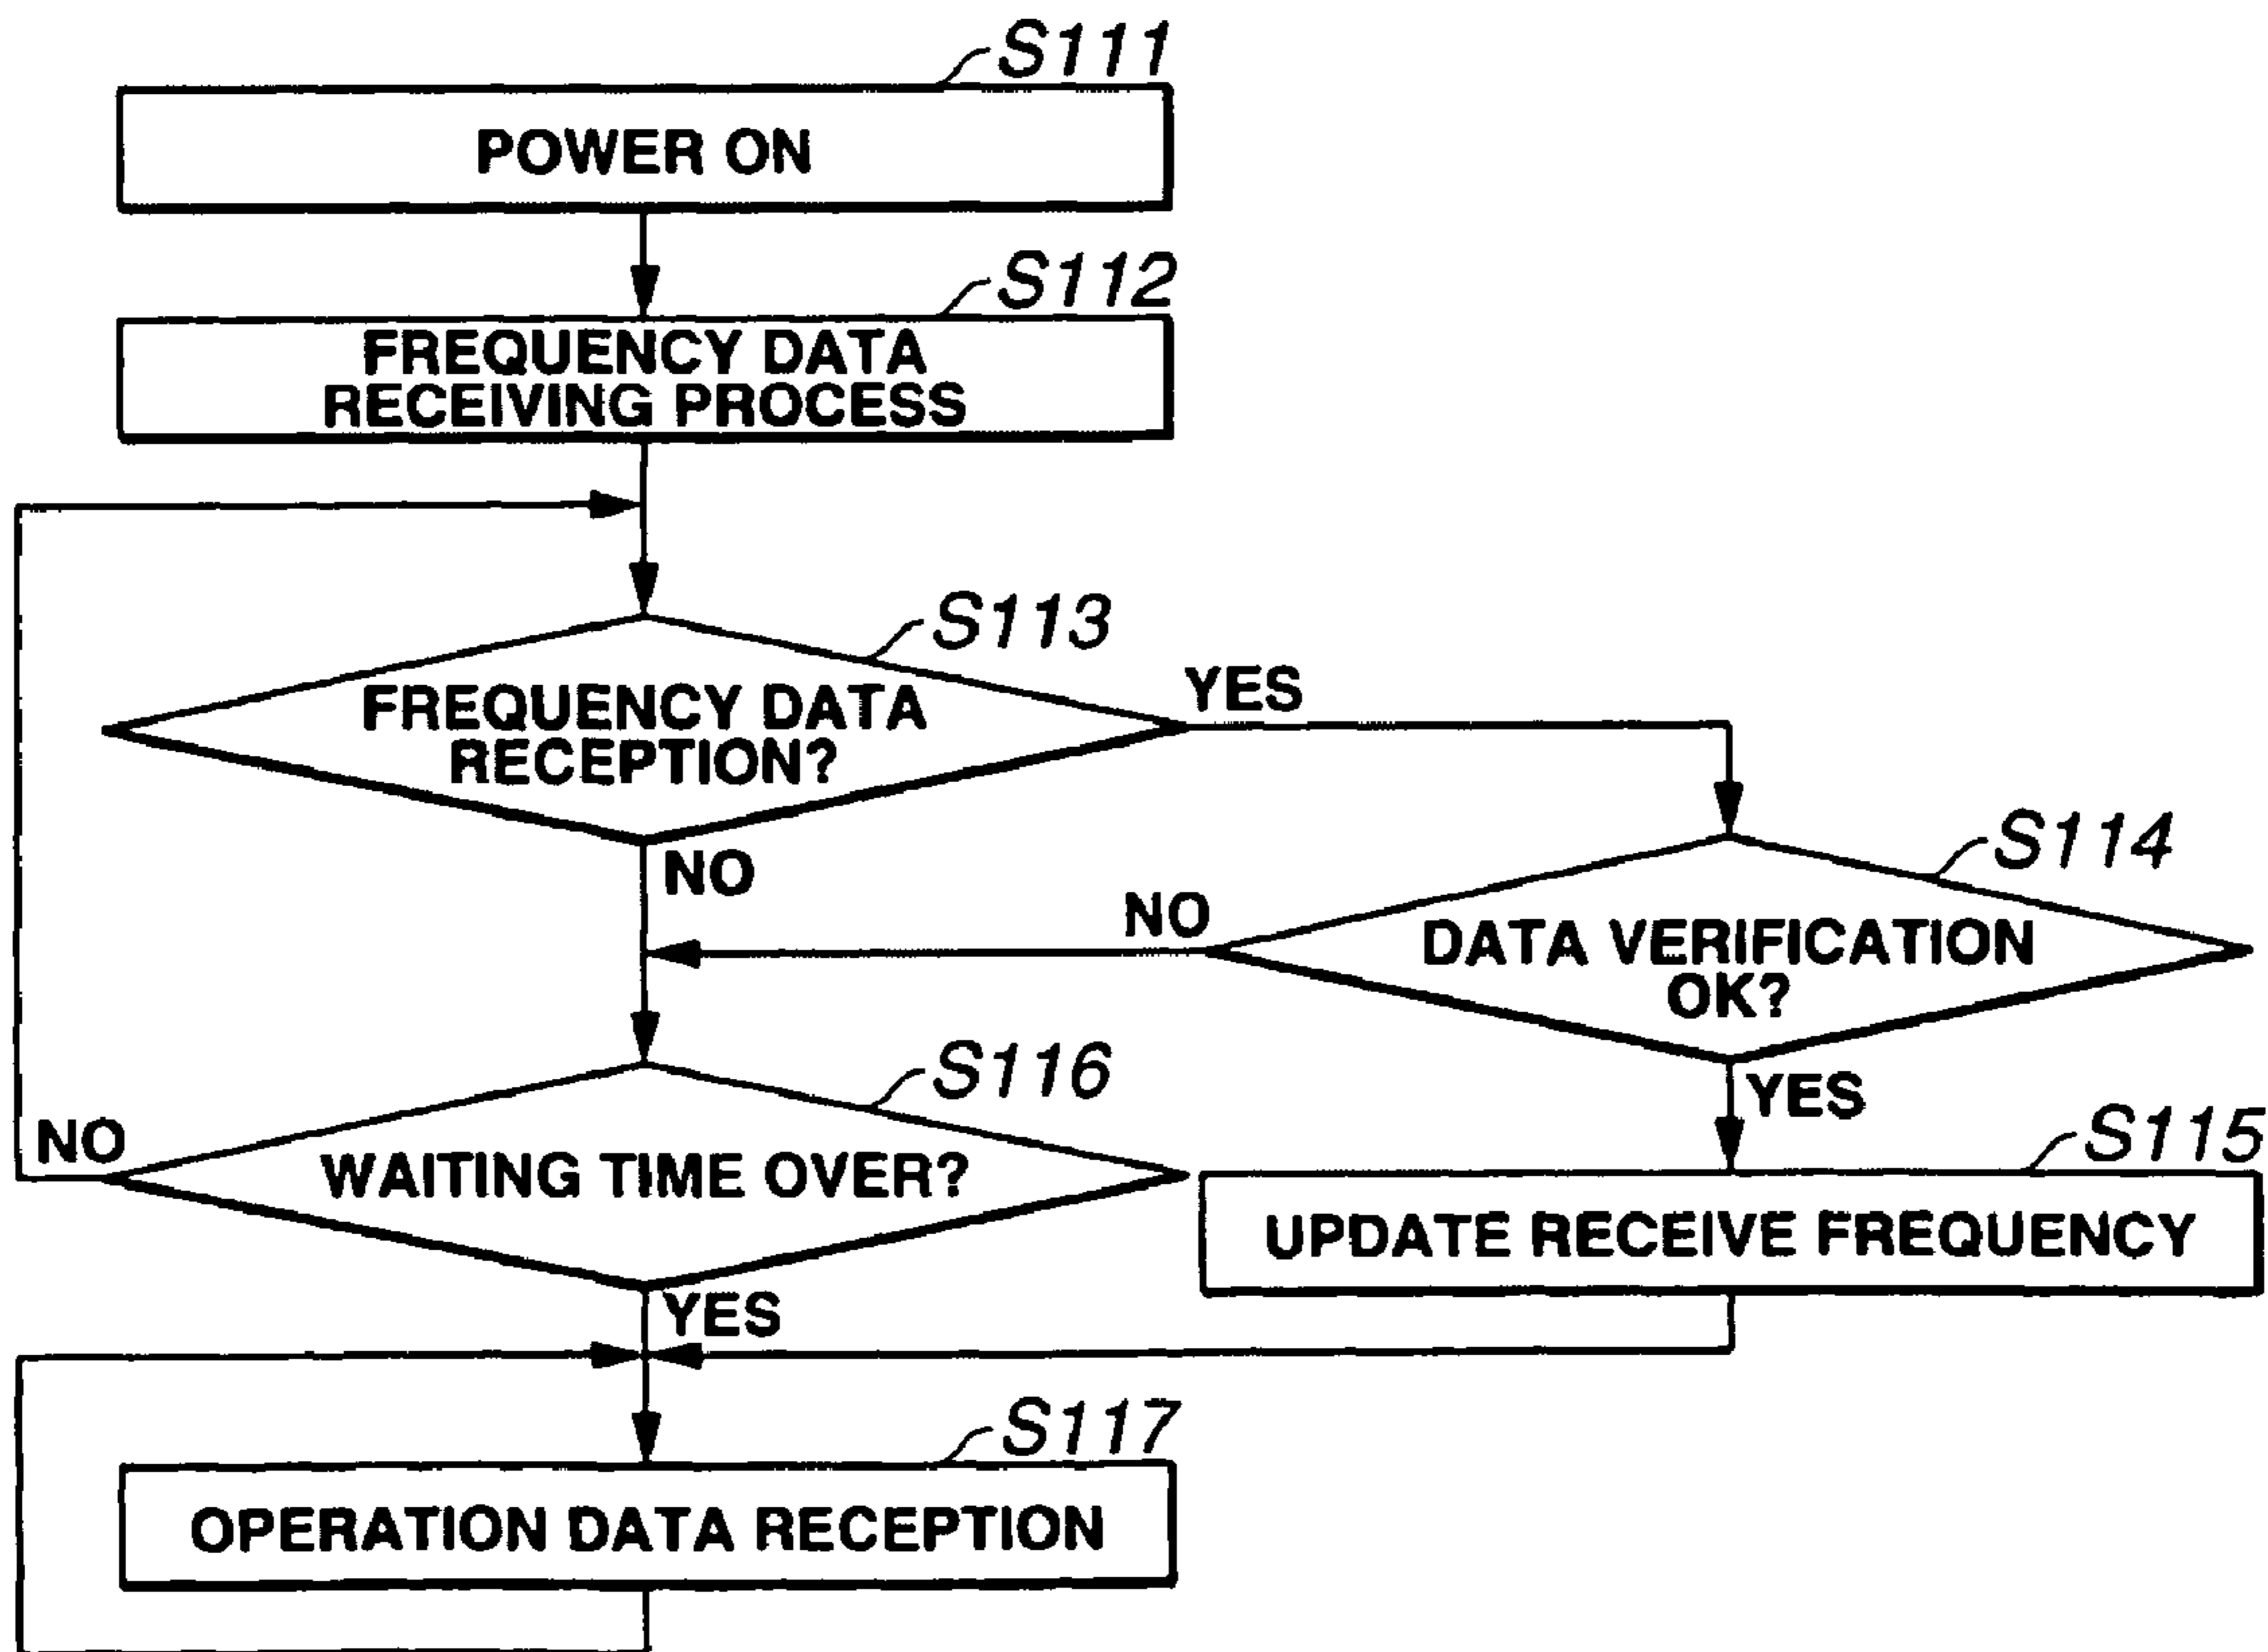 S111
POWER ON
S112
FREQUENCY DATA
RECEIVING PROCESS
S113
FREQUENCY DATA
RECEPTION?
YES
NO
S114
DATA VERIFICATION
OK?
NO
YES
S116
WAITING TIME OVER?
NO
YES
S115
UPDATE RECEIVE FREQUENCY
S117
OPERATION DATA RECEPTION